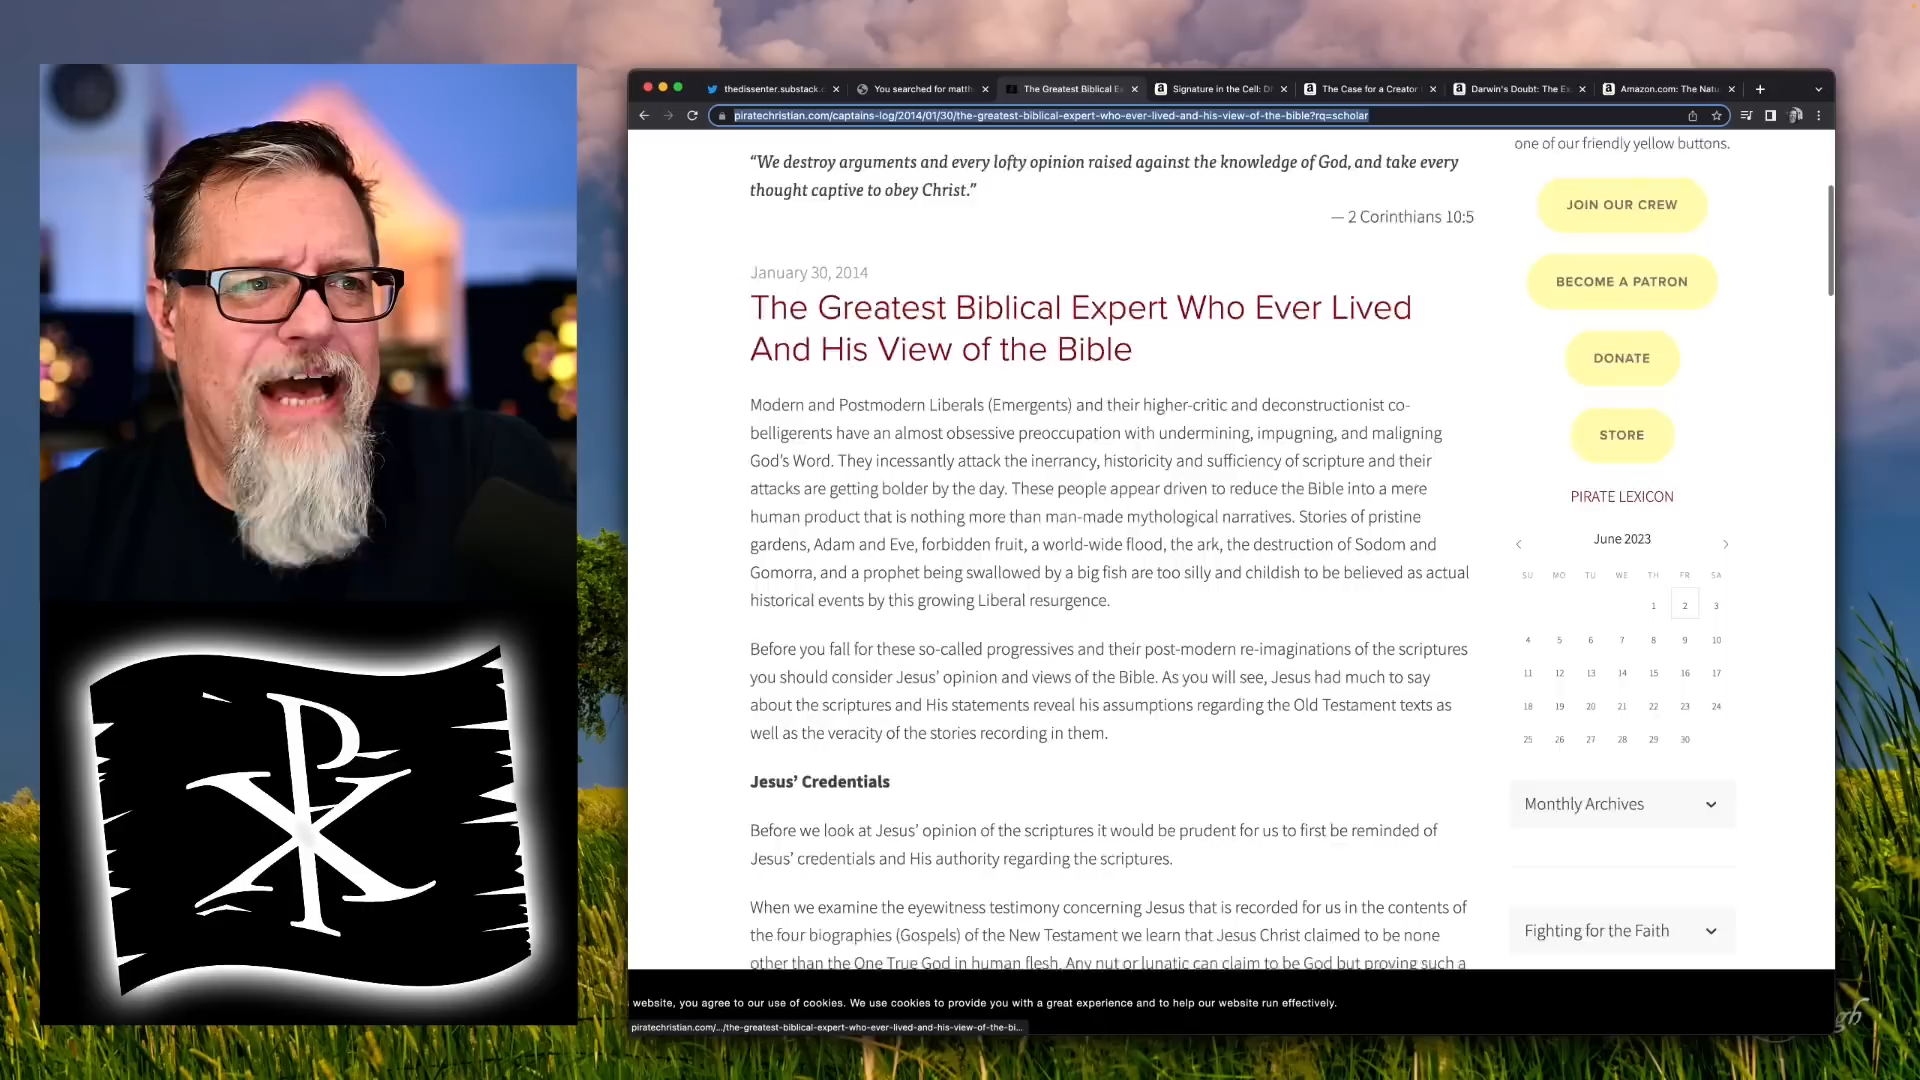 thedissenter.substack.c
You searched for matth
The Greatest Biblical Ex
Signature in the Cell: D
The Case for a Creator
Darwin's Doubt: The Ex
Amazon.com: The Natu
piratechristian.com/captains-log/2014/01/30/the-greatest-biblical-expert-who-ever-lived-and-his-view-of-the-bible?rq=scholar
“We destroy arguments and every lofty opinion raised against the knowledge of God, and take every
thought captive to obey Christ.”
— 2 Corinthians 10:5
January 30, 2014
The Greatest Biblical Expert Who Ever Lived
And His View of the Bible
Modern and Postmodern Liberals (Emergents) and their higher-critic and deconstructionist co-
belligerents have an almost obsessive preoccupation with undermining, impugning, and maligning
God’s Word. They incessantly attack the inerrancy, historicity and sufficiency of scripture and their
attacks are getting bolder by the day. These people appear driven to reduce the Bible into a mere
human product that is nothing more than man-made mythological narratives. Stories of pristine
gardens, Adam and Eve, forbidden fruit, a world-wide flood, the ark, the destruction of Sodom and
Gomorra, and a prophet being swallowed by a big fish are too silly and childish to be believed as actual
historical events by this growing Liberal resurgence.
Before you fall for these so-called progressives and their post-modern re-imaginations of the scriptures
you should consider Jesus’ opinion and views of the Bible. As you will see, Jesus had much to say
about the scriptures and His statements reveal his assumptions regarding the Old Testament texts as
well as the veracity of the stories recording in them.
Jesus’ Credentials
Before we look at Jesus’ opinion of the scriptures it would be prudent for us to first be reminded of
Jesus’ credentials and His authority regarding the scriptures.
When we examine the eyewitness testimony concerning Jesus that is recorded for us in the contents of
the four biographies (Gospels) of the New Testament we learn that Jesus Christ claimed to be none
other than the One True God in human flesh. Any nut or lunatic can claim to be God but proving such a
one of our friendly yellow buttons.
JOIN OUR CREW
BECOME A PATRON
DONATE
STORE
PIRATE LEXICON
June 2023
SU MO TU WE TH FR SA
1 2 3
4 5 6 7 8 9 10
11 12 13 14 15 16 17
18 19 20 21 22 23 24
25 26 27 28 29 30
Monthly Archives
Fighting for the Faith
website, you agree to our use of cookies. We use cookies to provide you with a great experience and to help our website run effectively.
piratechristian.com/.../the-greatest-biblical-expert-who-ever-lived-and-his-view-of-the-bi...